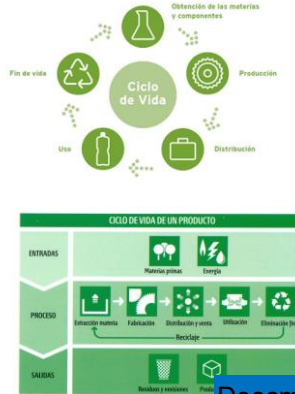 Obtención de las materias
y componentes
Fin de vida
Producción
Ciclo
de Vida
Uso
Distribución
CICLO DE VIDA DE UN PRODUCTO
ENTRADAS
Materias primas
Energía
PROCESO
Extracción materia
Fabricación
Distribución y venta
Utilización
Eliminación
Reciclaje
SALIDAS
Residuos y emisiones